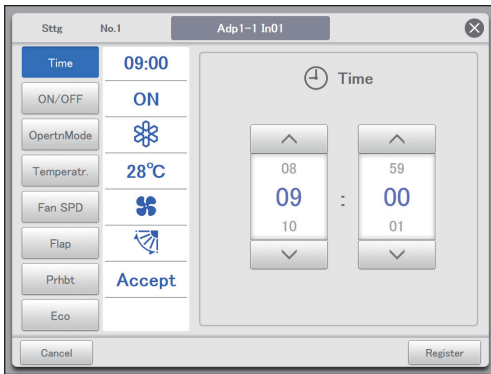 Sttg No.1 Adp1-1 In01
Time 09:00
ON/OFF ON
OpertnMode
Temperatr. 28°C
Fan SPD
Flap
Prhbt Accept
Eco
Time
08 59
09 : 00
10 01
Cancel Register